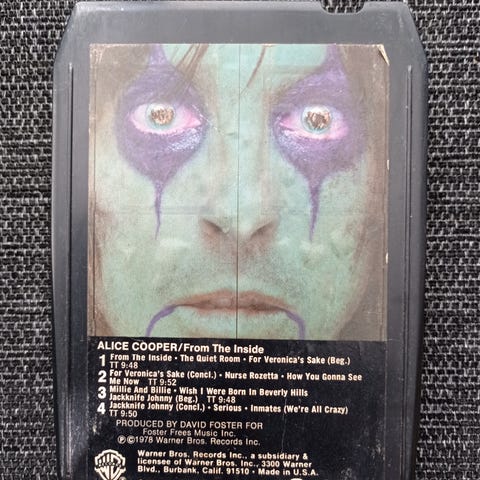 ALICE COOPER/From The Inside
1 From The Inside • The Quiet Room • For Veronica's Sake (Beg.)
TT 9:48
2 For Veronica's Sake (Concl.) • Nurse Rozetta • How You Gonna See
Me Now TT 9:52
3 Millie And Billie • Wish I Were Born In Beverly Hills
Jackknife Johnny (Beg.) TT 9:48
4 Jackknife Johnny (Concl.) • Serious • Inmates (We're All Crazy)
TT 9:50
PRODUCED BY DAVID FOSTER FOR
Foster Frees Music Inc.
℗©1978 Warner Bros. Records Inc.
Warner Bros. Records Inc., a subsidiary &
licensee of Warner Bros. Inc., 3300 Warner
Blvd., Burbank, Calif. 91510 • Made in U.S.A.